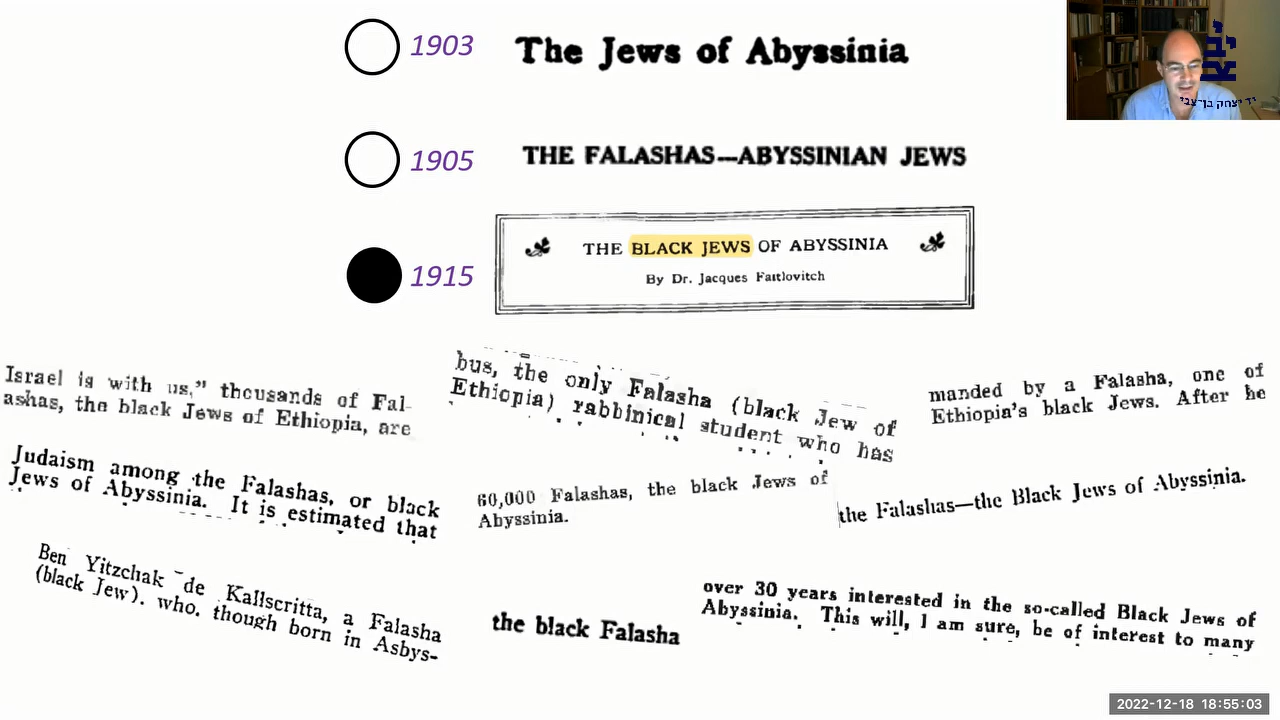 1903
The Jews of Abyssinia
יד יצחק בן־צבי
1905
THE FALASHAS—ABYSSINIAN JEWS
1915
THE BLACK JEWS OF ABYSSINIA
By Dr. Jacques Faitlovitch
Israel is with us," thousands of Fal-
ashas, the black Jews of Ethiopia, are
bus, the only Falasha (black Jew of
Ethiopia) rabbinical student who has
manded by a Falasha, one of
Ethiopia's black Jews. After he
Judaism among the Falashas, or black
Jews of Abyssinia. It is estimated that
60,000 Falashas, the black Jews of
Abyssinia.
the Falashas—the Black Jews of Abyssinia.
Ben Yitzchak de Kallscritta, a Falasha
(black Jew), who, though born in Asbys-
the black Falasha
over 30 years interested in the so-called Black Jews of
Abyssinia. This will, I am sure, be of interest to many
2022-12-18 18:55:03